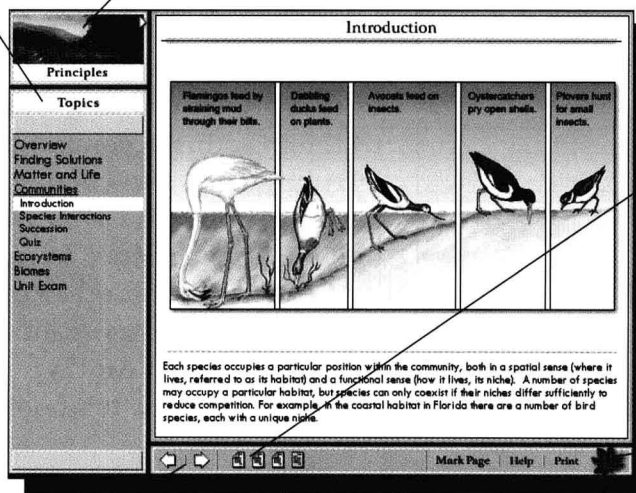 Introduction
Principles
Topics
Overview
Finding Solutions
Matter and Life
Communities
Introduction
Species Interactions
Succession
Quiz
Ecosystems
Biomes
Unit Exam
Flamingos feed by
straining mud
through their bills.
Dabbling
ducks feed
on plants.
Avocets feed on
insects.
Oystercatchers
pry open shells.
Plovers hunt
for small
insects.
Each species occupies a particular position within the community, both in a spatial sense (where it
lives, referred to as its habitat) and a functional sense (how it lives, its niche). A number of species
may occupy a particular habitat, but species can only coexist if their niches differ sufficiently to
reduce competition. For example, in the coastal habitat in Florida there are a number of bird
species, each with a unique niche.
Mark Page
Help
Print